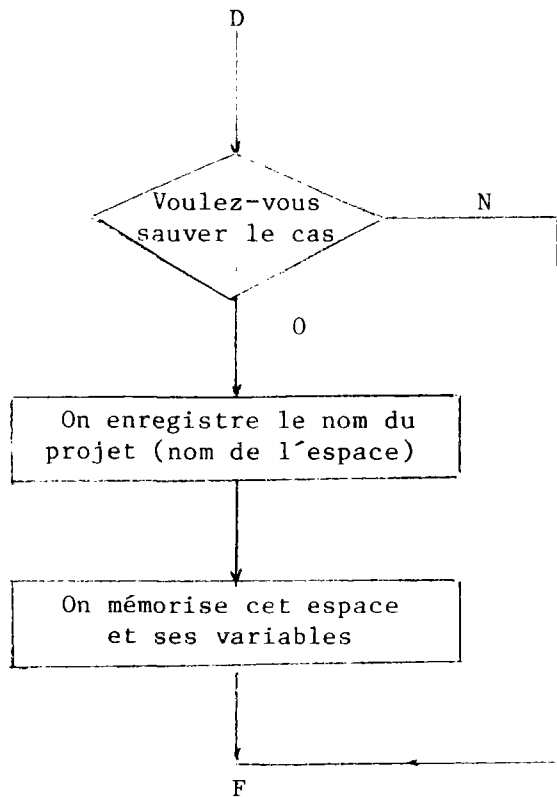 D
Voulez-vous
sauver le cas
N
O
On enregistre le nom du
projet (nom de l´espace)
On mémorise cet espace
et ses variables
F